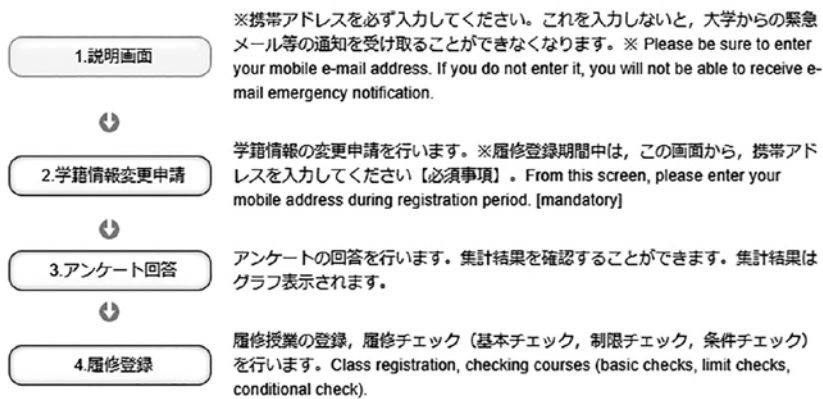 ※携帯アドレスを必ず入力してください。これを入力しないと，大学からの緊急
メール等の通知を受け取ることができなくなります。※ Please be sure to enter
1.説明画面
your mobile e-mail address. If you do not enter it, you will not be able to receive e-
mail emergency notification.
学籍情報の変更申請を行います。※履修登録期間中は，この画面から，携帯アド
2.学籍情報変更申請
レスを入力してください【必須事項】。From this screen, please enter your
mobile address during registration period. [mandatory]
アンケートの回答を行います。集計結果を確認することができます。集計結果は
3.アンケート回答
グラフ表示されます。
履修授業の登録，履修チェック（基本チェック，制限チェック，条件チェック）
4.履修登録
を行います。Class registration, checking courses (basic checks, limit checks,
conditional check).